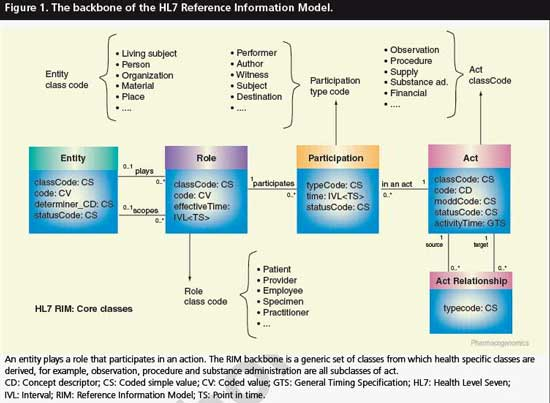 Figure 1. The backbone of the HL7 Reference Information Model.
Entity
class code
• Living subject
• Person
• Organization
• Material
• Place
• ....
• Performer
• Author
• Witness
• Subject
• Destination
• ....
Participation
type code
• Observation
• Procedure
• Supply
• Substance ad.
• Financial
• ....
Act
classCode
Entity
classCode: CS
code: CV
determiner_CD: CS
statusCode: CS
0..1
plays
0..*
0..1
scopes
0..*
Role
classCode: CS
code: CV
effectiveTime:
IVL<TS>
1
participates
0..*
Participation
typeCode: CS
time: IVL<TS>
statusCode: CS
in an act
0..*
1
Act
classCode: CS
code: CD
moddCode: CS
statusCode: CS
activityTime: GTS
1
source
0..*
1
target
0..*
Act Relationship
typecode: CS
Role
class code
• Patient
• Provider
• Employee
• Specimen
• Practitioner
• ...
HL7 RIM: Core classes
Pharmacogenomics
An entity plays a role that participates in an action. The RIM backbone is a generic set of classes from which health specific classes are
derived, for example, observation, procedure and substance administration are all subclasses of act.
CD: Concept descriptor; CS: Coded simple value; CV: Coded value; GTS: General Timing Specification; HL7: Health Level Seven;
IVL: Interval; RIM: Reference Information Model; TS: Point in time.